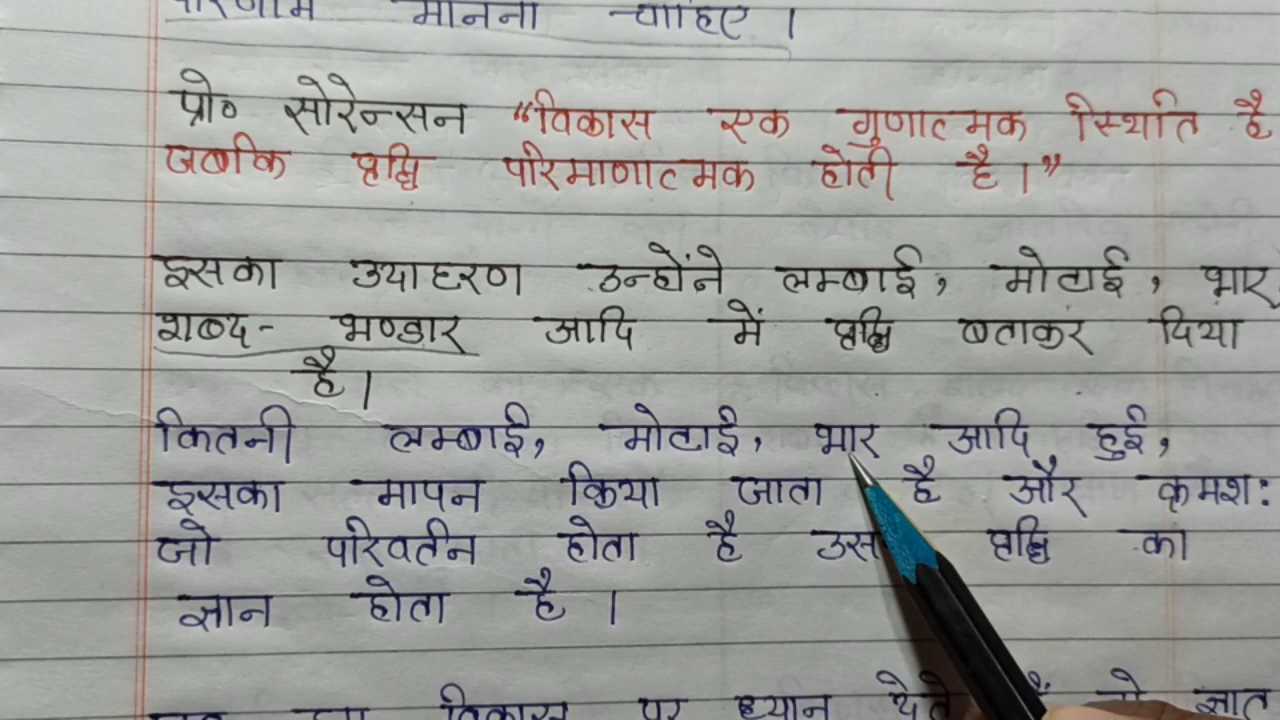 परिणाम मानना चाहिए ।
प्रो० सोरेन्सन “विकास एक गुणात्मक स्थिति है
जबकि वृद्धि परिमाणात्मक होती है।”
इसका उदाहरण उन्होंने लम्बाई, मोटाई, भार,
शब्द- भण्डार आदि में वृद्धि बताकर दिया
है।
कितनी लम्बाई, मोटाई, भार आदि हुई,
इसका मापन किया जाता है और क्रमश:
जो परिवर्तन होता है उस वृद्धि का
ज्ञान होता है ।
विकास पर ध्यान देते तो ज्ञात